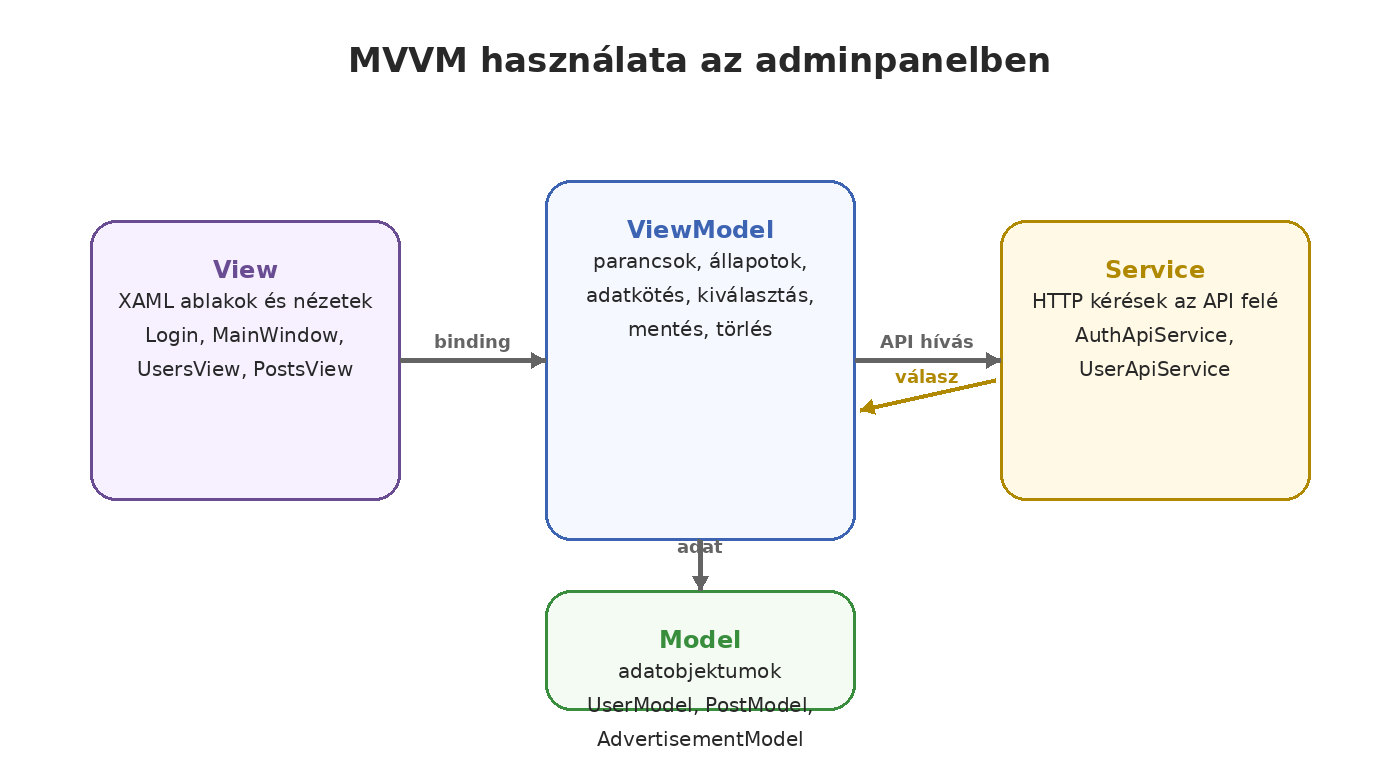 MVVM használata az adminpanelben
View
XAML ablakok és nézetek
Login, MainWindow,
UsersView, PostsView
binding
ViewModel
parancsok, állapotok,
adatkötés, kiválasztás,
mentés, törlés
API hívás
válasz
Service
HTTP kérések az API felé
AuthApiService,
UserApiService
adat
Model
adatobjektumok
UserModel, PostModel,
AdvertisementModel